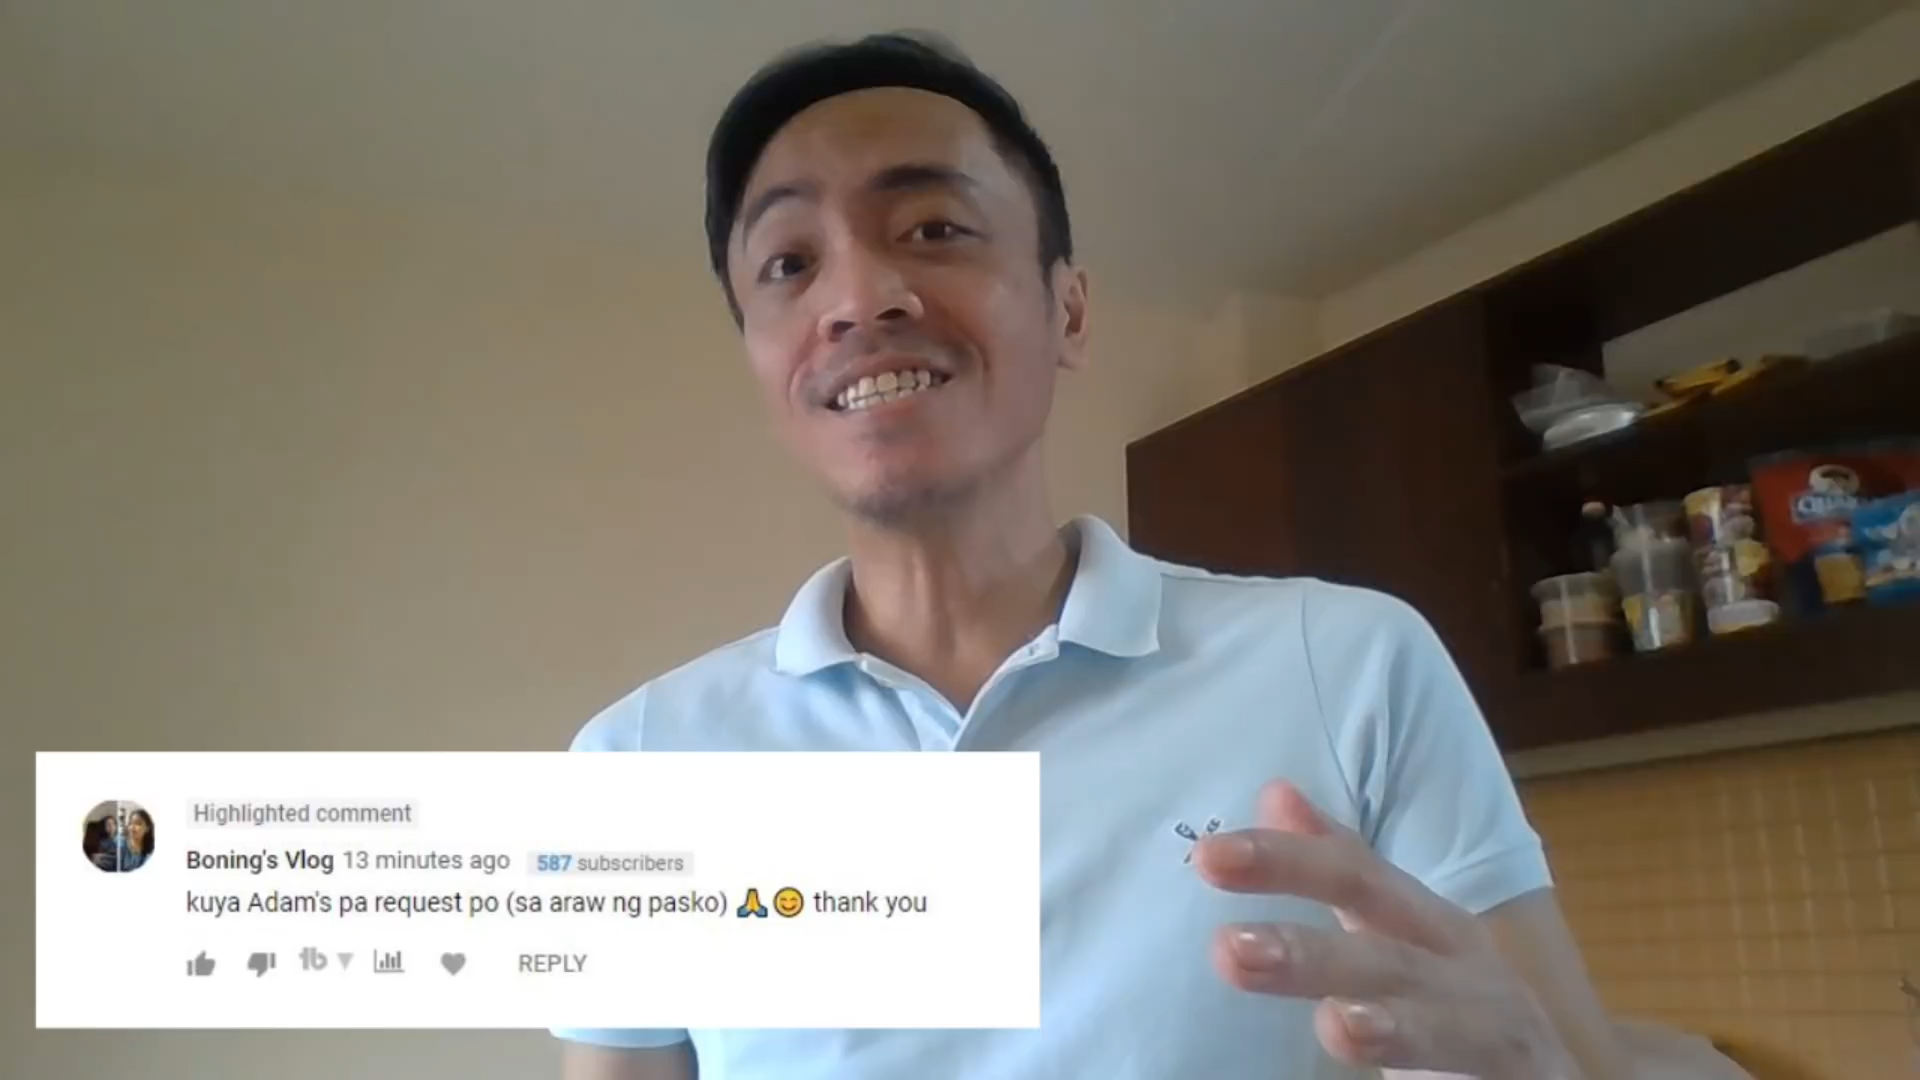 Highlighted comment
Boning's Vlog 13 minutes ago 587 subscribers
kuya Adam's pa request po (sa araw ng pasko) 🙏😊 thank you
REPLY